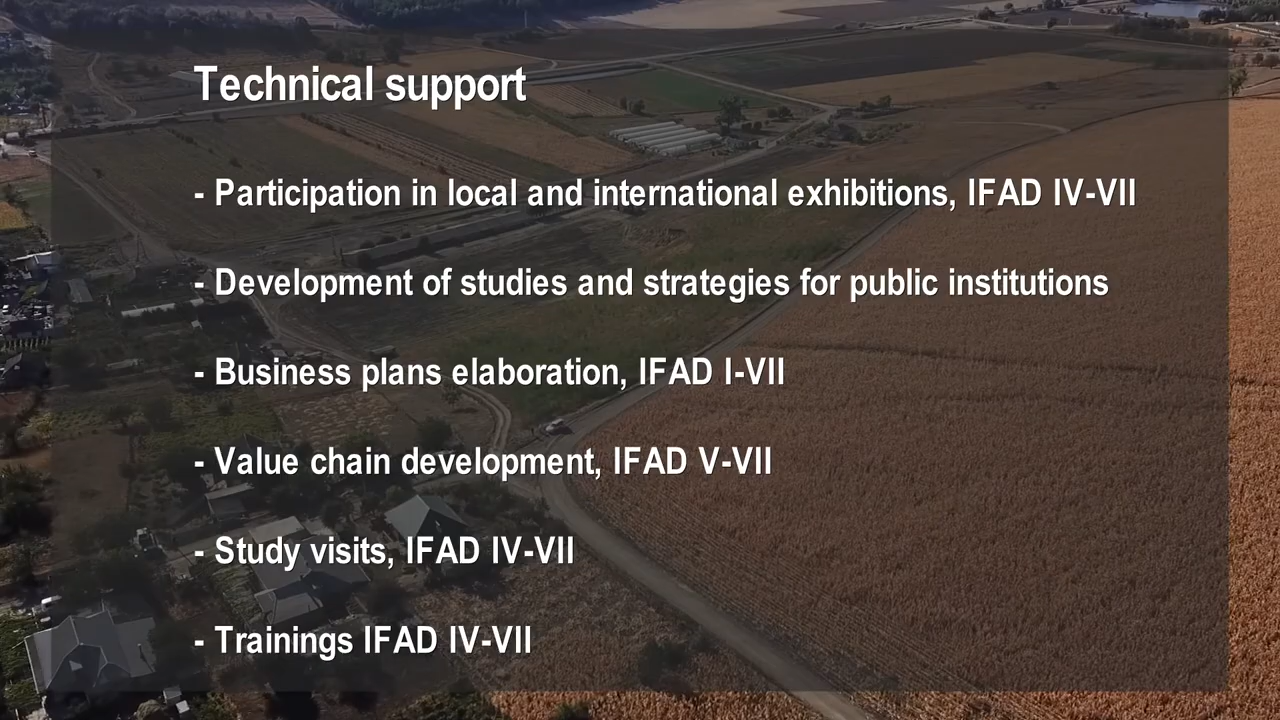 Technical support
- Participation in local and international exhibitions, IFAD IV-VII
- Development of studies and strategies for public institutions
- Business plans elaboration, IFAD I-VII
- Value chain development, IFAD V-VII
- Study visits, IFAD IV-VII
- Trainings IFAD IV-VII